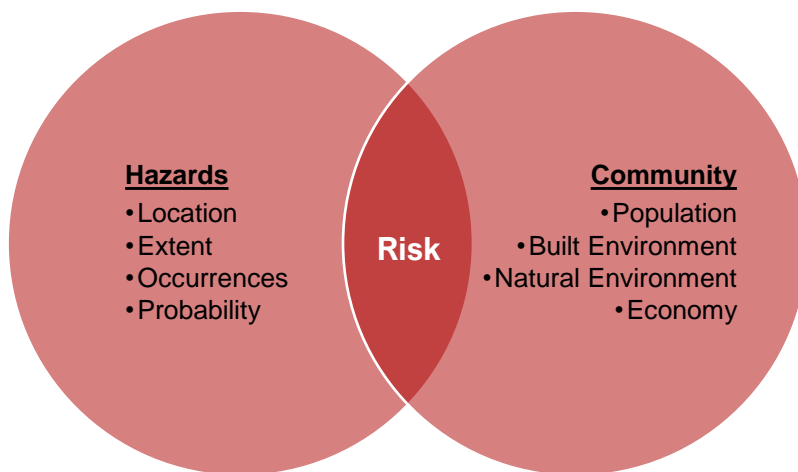 Hazards
•Location
•Extent
•Occurrences
•Probability
Risk
Community
•Population
•Built Environment
•Natural Environment
•Economy